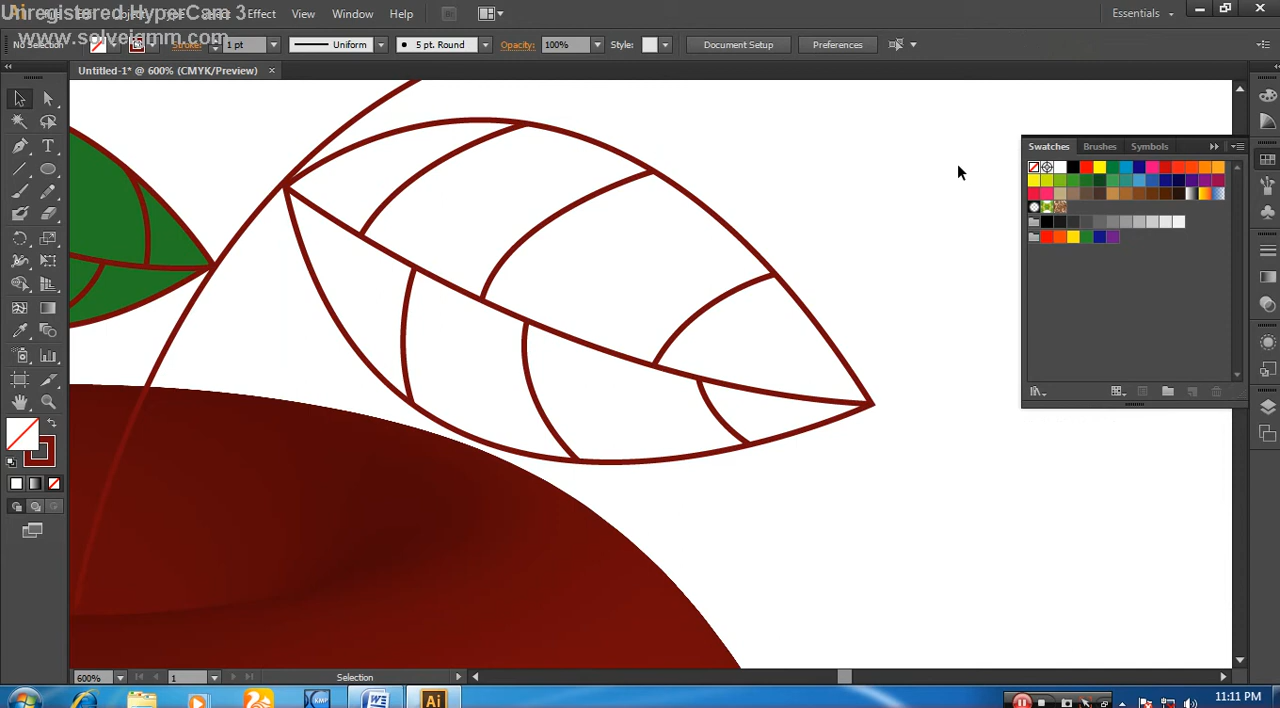 Unregistered HyperCam 3
Effect View Window Help
Essentials
www.solveigmm.com
No Selection Stroke: 1 pt Uniform 5 pt. Round Opacity: 100% Style: Document Setup Preferences
Untitled-1* @ 600% (CMYK/Preview)
Swatches Brushes Symbols
600% 1 Selection
11:11 PM